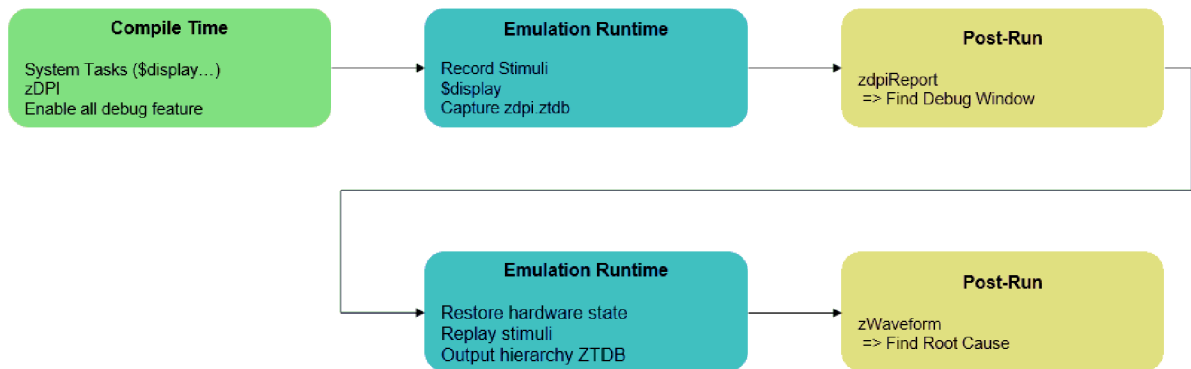 Compile Time
System Tasks ($display…)
zDPI
Enable all debug feature
Emulation Runtime
Record Stimuli
$display
Capture zdpi.ztdb
Post-Run
zdpiReport
=> Find Debug Window
Emulation Runtime
Restore hardware state
Replay stimuli
Output hierarchy ZTDB
Post-Run
zWaveform
=> Find Root Cause